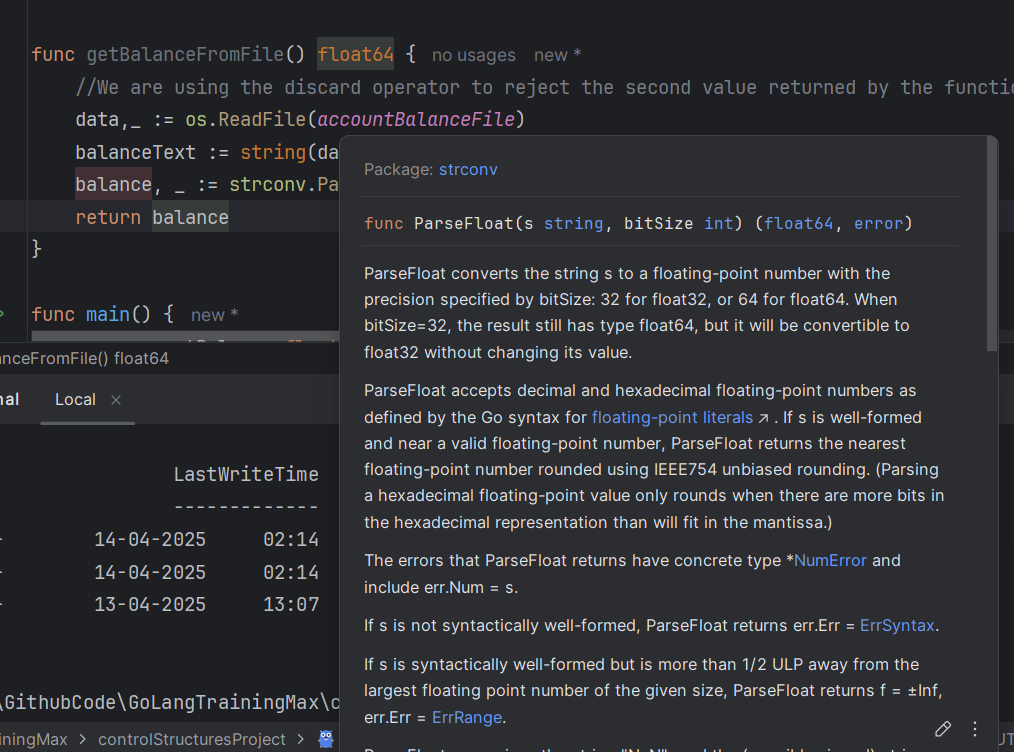 func getBalanceFromFile() float64 { no usages new *
//We are using the discard operator to reject the second value returned by the
data,_ := os.ReadFile(accountBalanceFile)
balanceText := string(da
balance, _ := strconv.Pa
return balance
}
func main() { new *
anceFromFile() float64
nal Local ×
LastWriteTime
-------------
14-04-2025 02:14
14-04-2025 02:14
13-04-2025 13:07
\GithubCode\GoLangTrainingMax\c
iningMax > controlStructuresProject >
Package: strconv
func ParseFloat(s string, bitSize int) (float64, error)
ParseFloat converts the string s to a floating-point number with the
precision specified by bitSize: 32 for float32, or 64 for float64. When
bitSize=32, the result still has type float64, but it will be convertible to
float32 without changing its value.
ParseFloat accepts decimal and hexadecimal floating-point numbers as
defined by the Go syntax for floating-point literals ↗ . If s is well-formed
and near a valid floating-point number, ParseFloat returns the nearest
floating-point number rounded using IEEE754 unbiased rounding. (Parsing
a hexadecimal floating-point value only rounds when there are more bits in
the hexadecimal representation than will fit in the mantissa.)
The errors that ParseFloat returns have concrete type *NumError and
include err.Num = s.
If s is not syntactically well-formed, ParseFloat returns err.Err = ErrSyntax.
If s is syntactically well-formed but is more than 1/2 ULP away from the
largest floating point number of the given size, ParseFloat returns f = ±Inf,
err.Err = ErrRange.